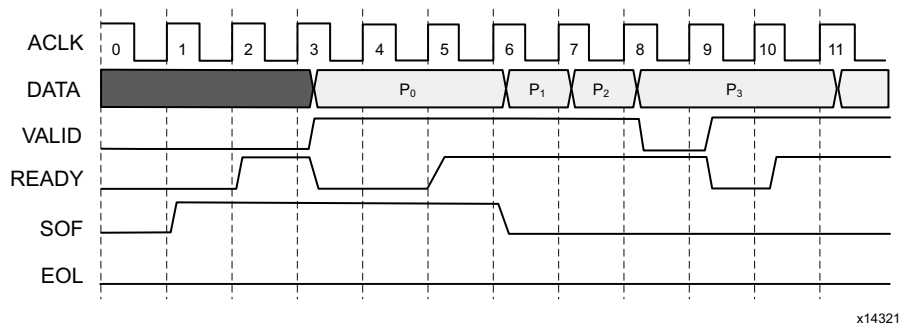 ACLK 0 1 2 3 4 5 6 7 8 9 10 11
DATA P₀ P₁ P₂ P₃
VALID
READY
SOF
EOL
x14321